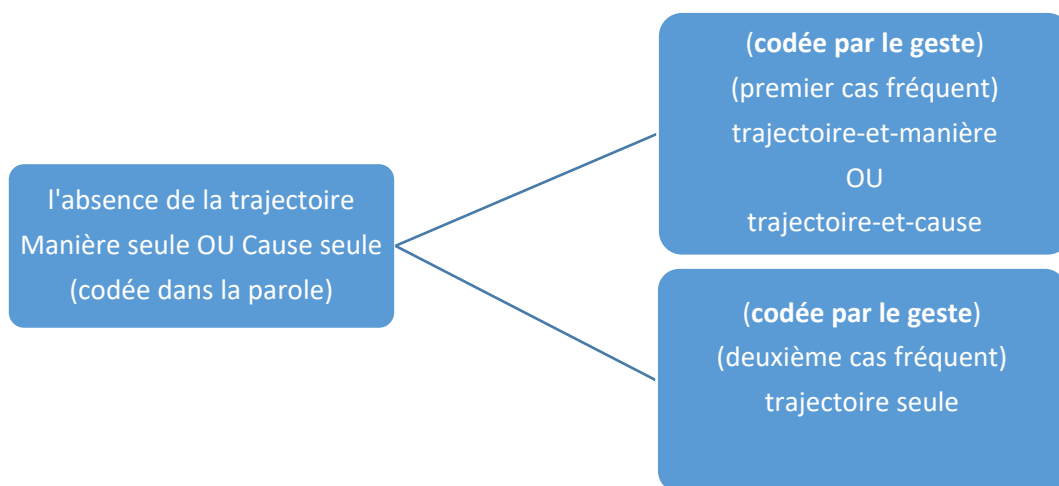 l'absence de la trajectoire
Manière seule OU Cause seule
(codée dans la parole)
(codée par le geste)
(premier cas fréquent)
trajectoire-et-manière
OU
trajectoire-et-cause
(codée par le geste)
(deuxième cas fréquent)
trajectoire seule